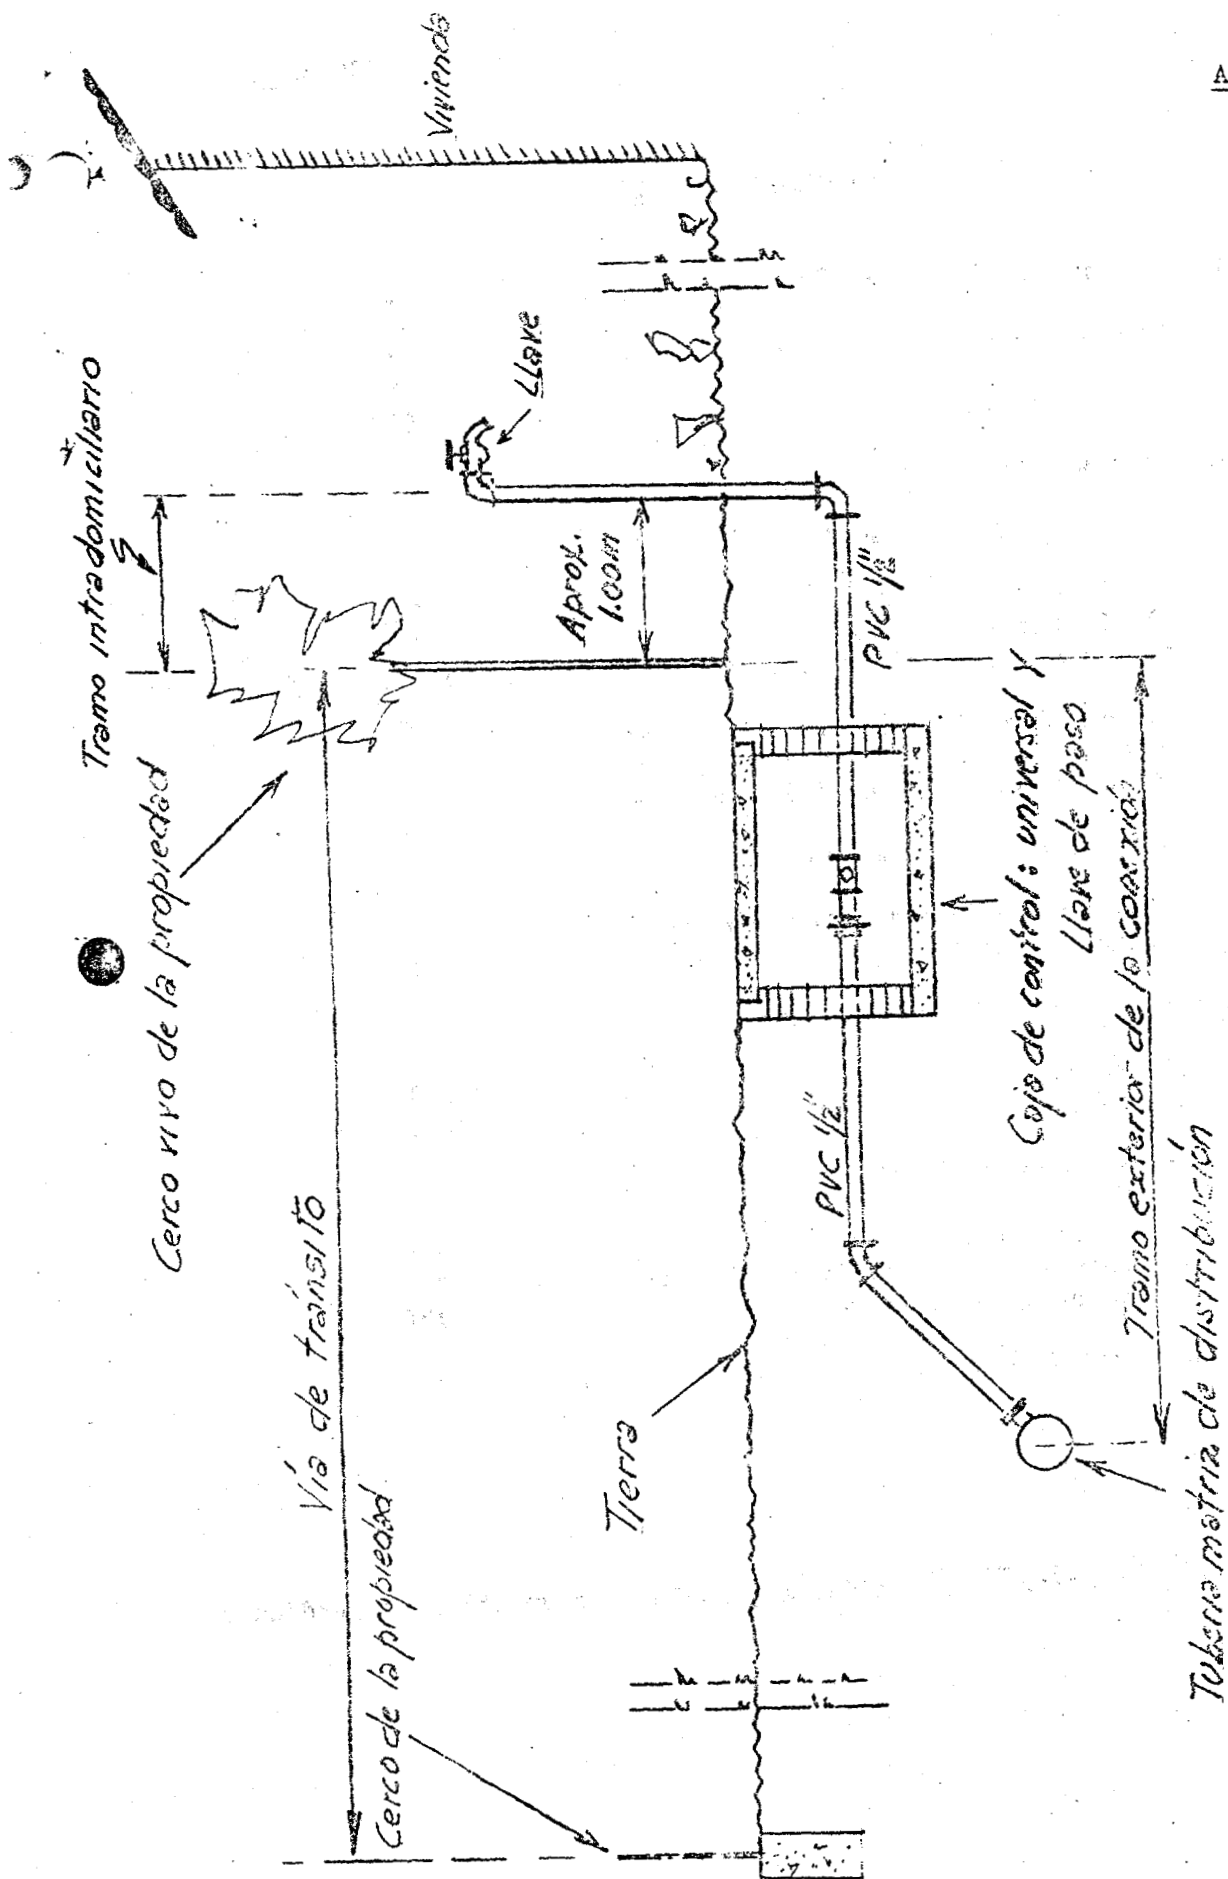 A
Vivienda
Tramo intradomiciliario
Llave
Cerco vivo de la propiedad
Aprox.
1.00m
PVC 1/2"
Vía de tránsito
Caja de control: universal y
Llave de paso
Tramo exterior de la conexión
PVC 1/2"
Tierra
Cerco de la propiedad
Tubería matriz de distribución